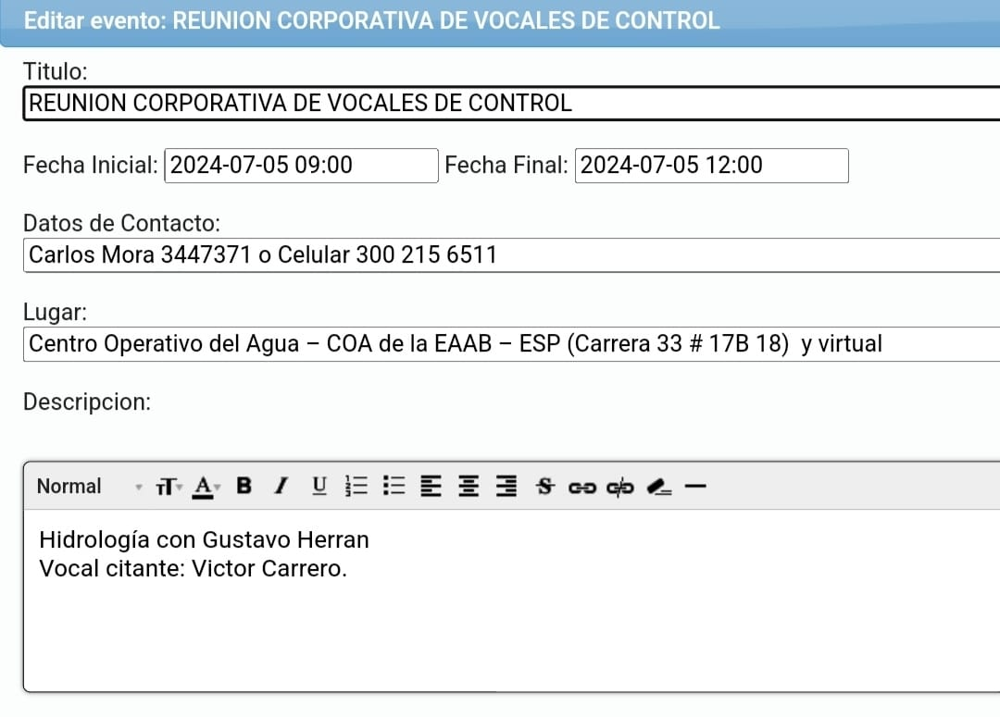 Editar evento: REUNION CORPORATIVA DE VOCALES DE CONTROL
Titulo:
REUNION CORPORATIVA DE VOCALES DE CONTROL
Fecha Inicial: 2024-07-05 09:00 Fecha Final: 2024-07-05 12:00
Datos de Contacto:
Carlos Mora 3447371 o Celular 300 215 6511
Lugar:
Centro Operativo del Agua – COA de la EAAB – ESP (Carrera 33 # 17B 18) y virtual
Descripcion:
Normal
Hidrología con Gustavo Herran
Vocal citante: Victor Carrero.